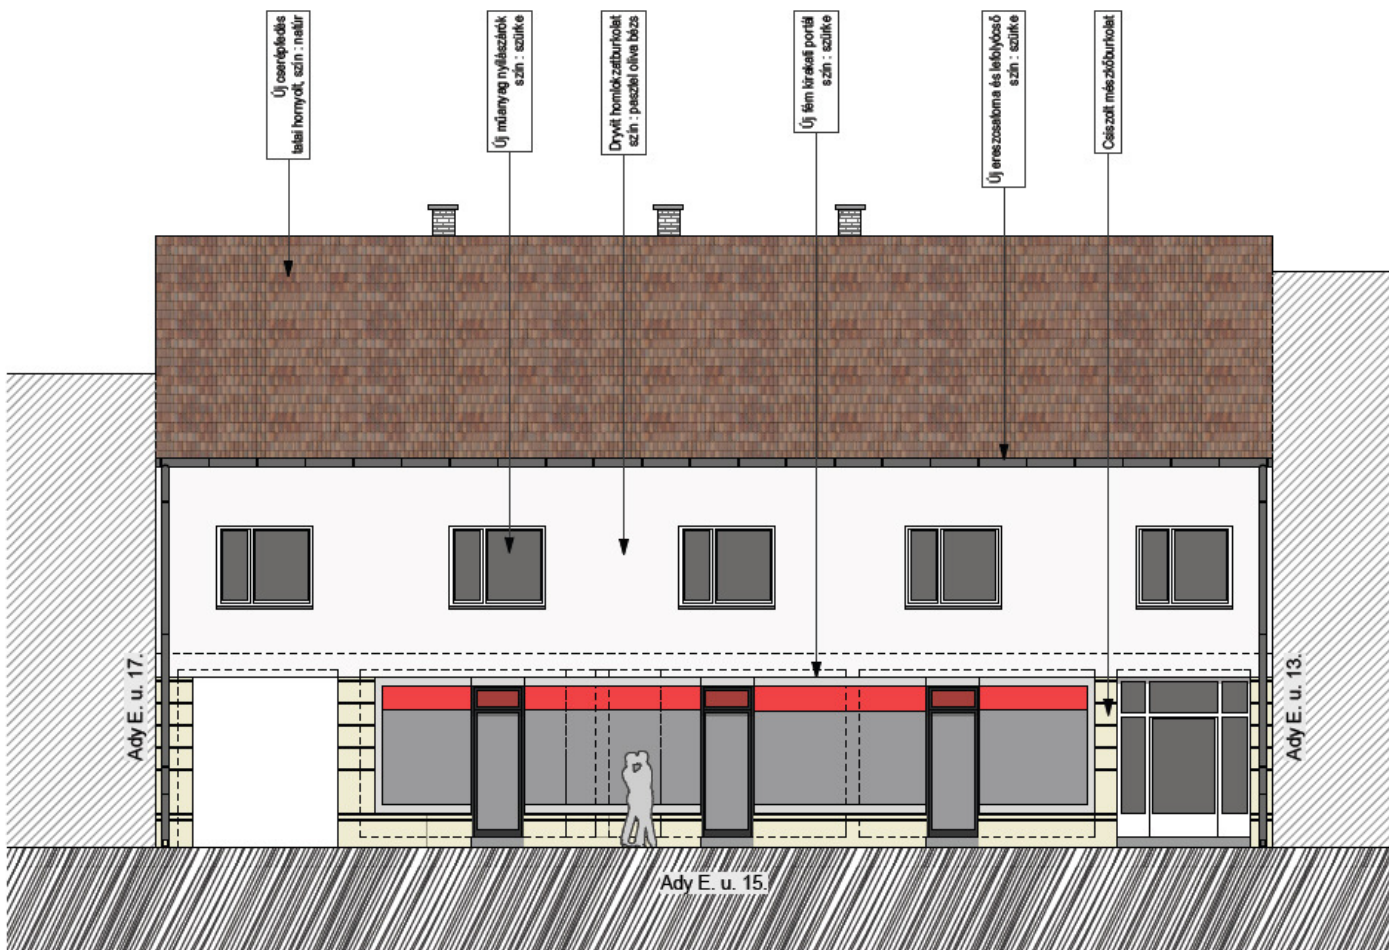 Új cserépfedés
tatai hornyolt, szín : natúr
Új műanyag nyílászárók
szín : szürke
Dryvit homlokzatburkolat
szín : pasztel oliva bézs
Új fém kirakati portál
szín : szürke
Új ereszcsatorna és lefolyócső
szín : szürke
Csiszolt mészkőburkolat
Ady E. u. 17.
Ady E. u. 13.
Ady E. u. 15.